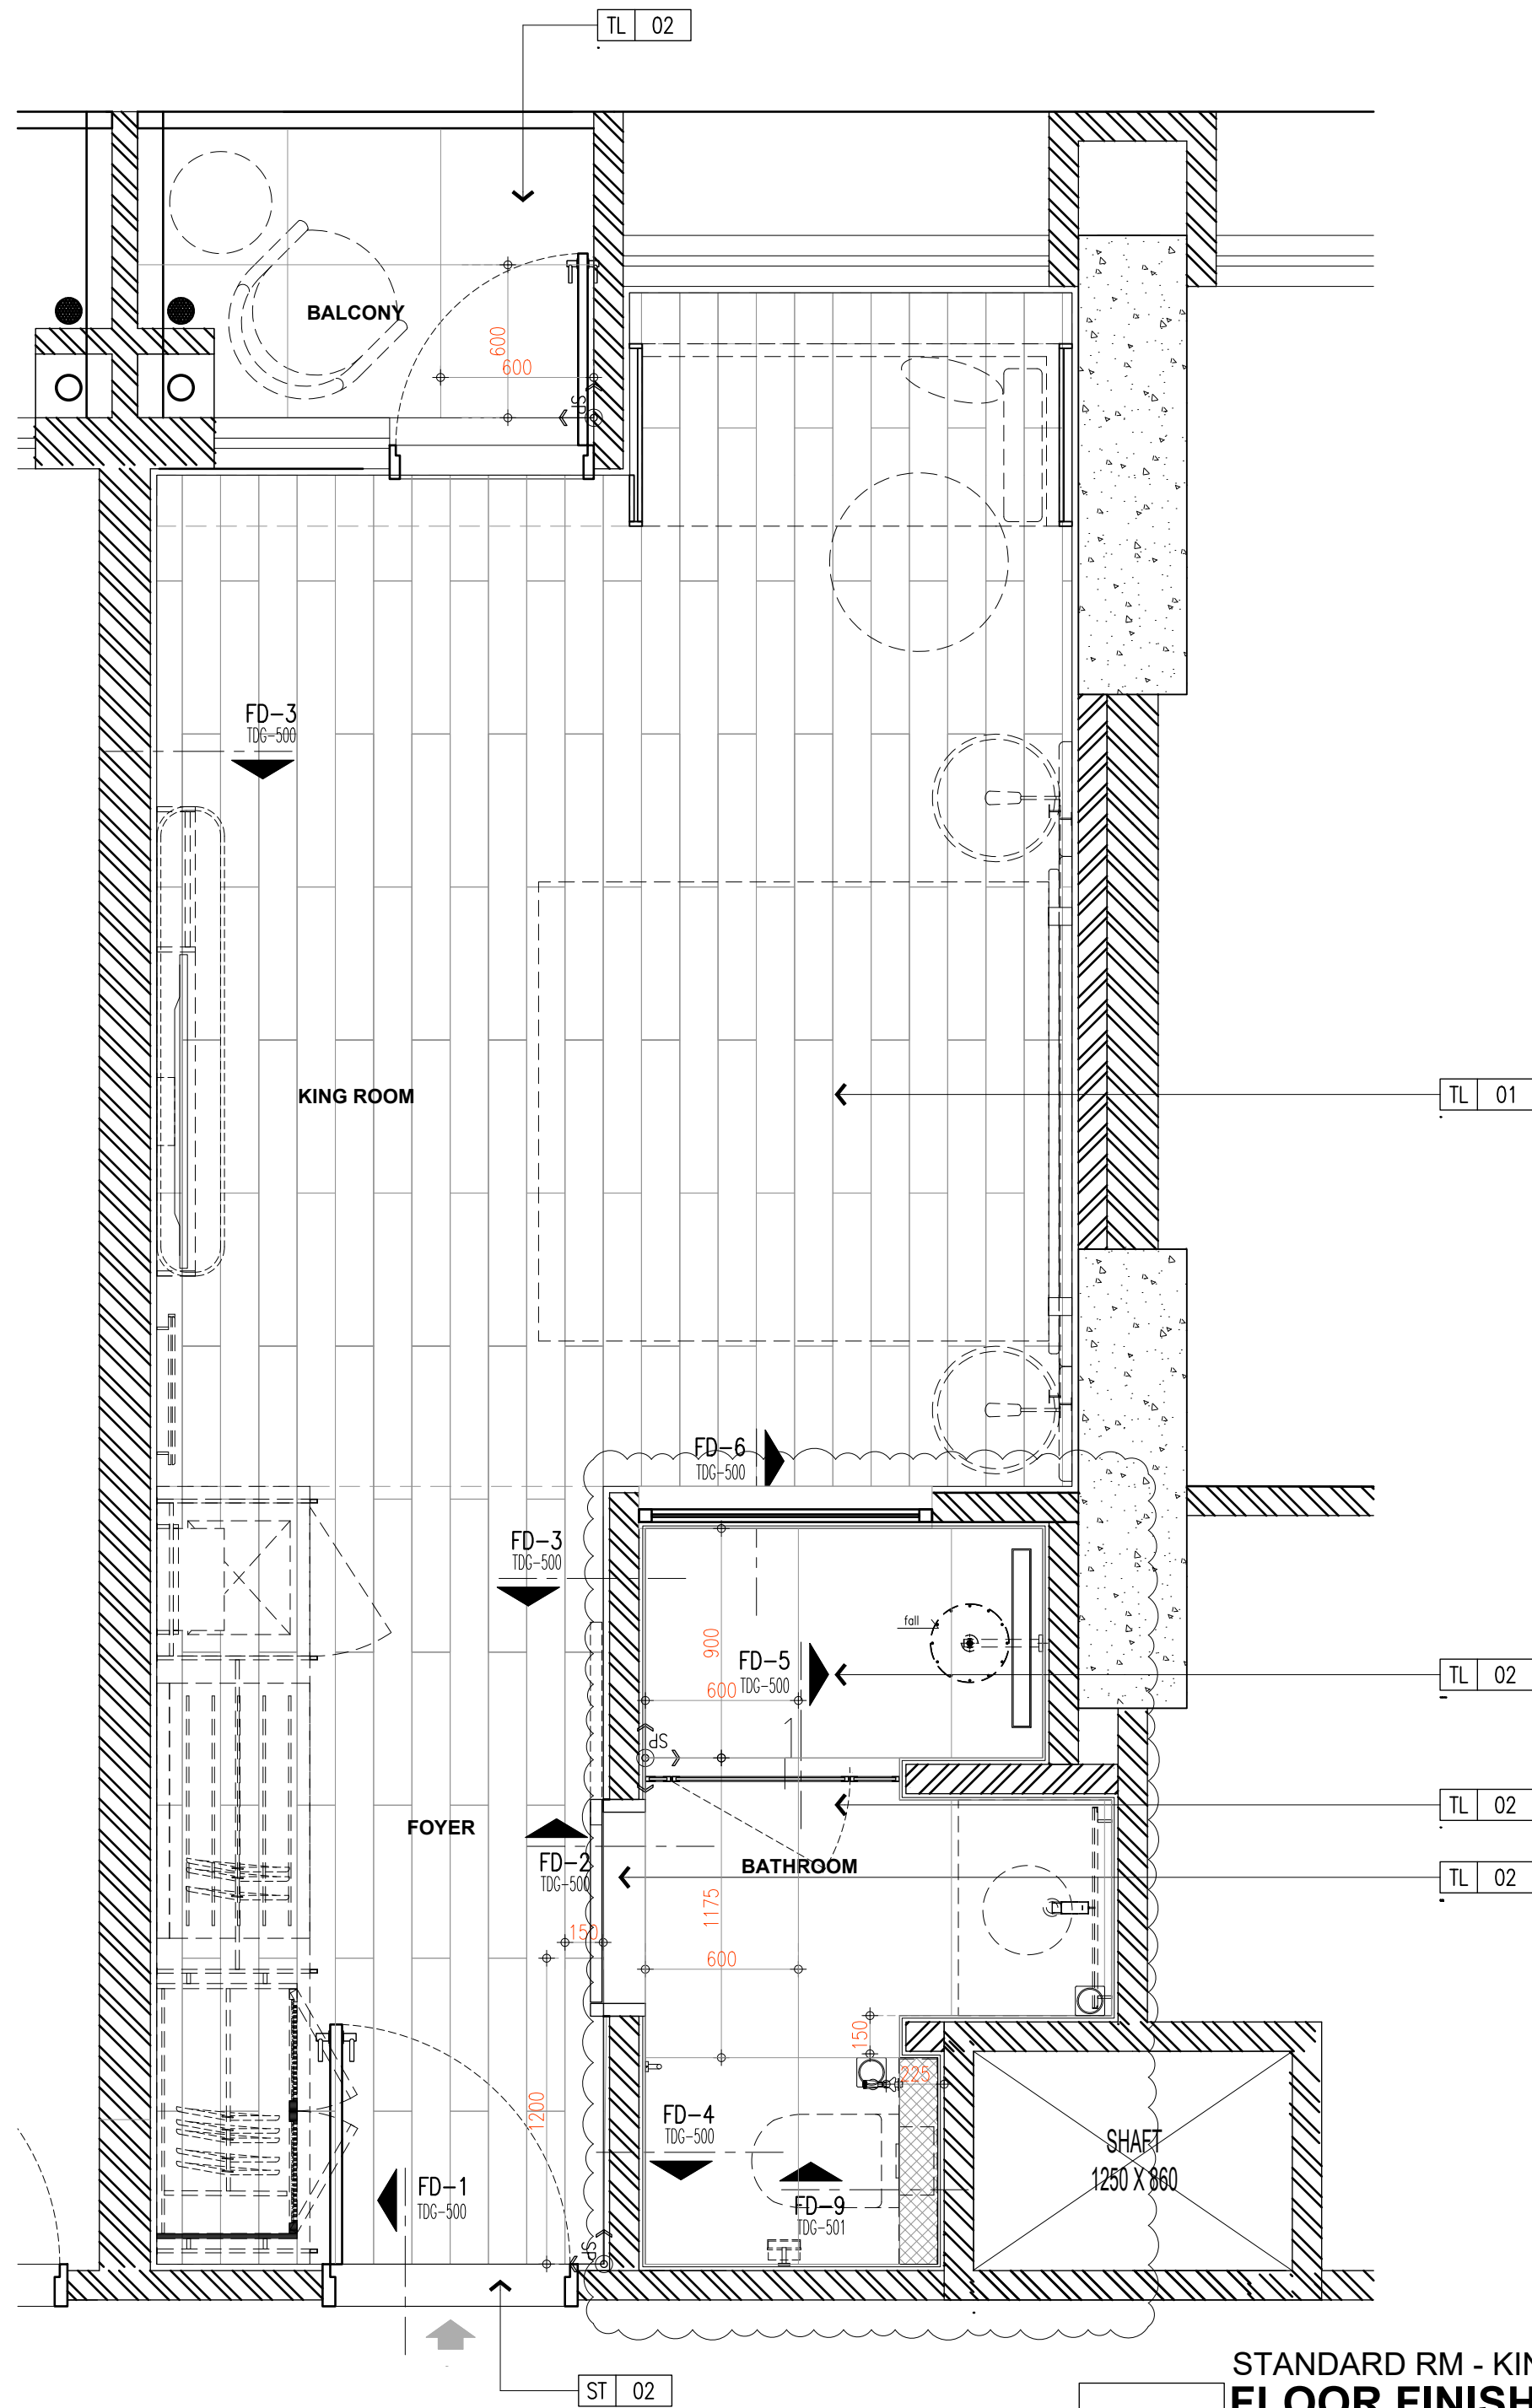 TL 02
BALCONY
600
600
SP
FD-3
TDG-500
KING ROOM
TL 01
FD-6
TDG-500
FD-3
TDG-500
fall
900
FD-5
TDG-500
600
TL 02
SP
TL 02
FOYER
BATHROOM
FD-2
TDG-500
TL 02
1175
150
600
150
225
1200
FD-4
TDG-500
SHAFT
1250 X 860
FD-1
TDG-500
FD-9
TDG-501
SP
STANDARD RM - KIN
FLOOR FINISH
ST 02